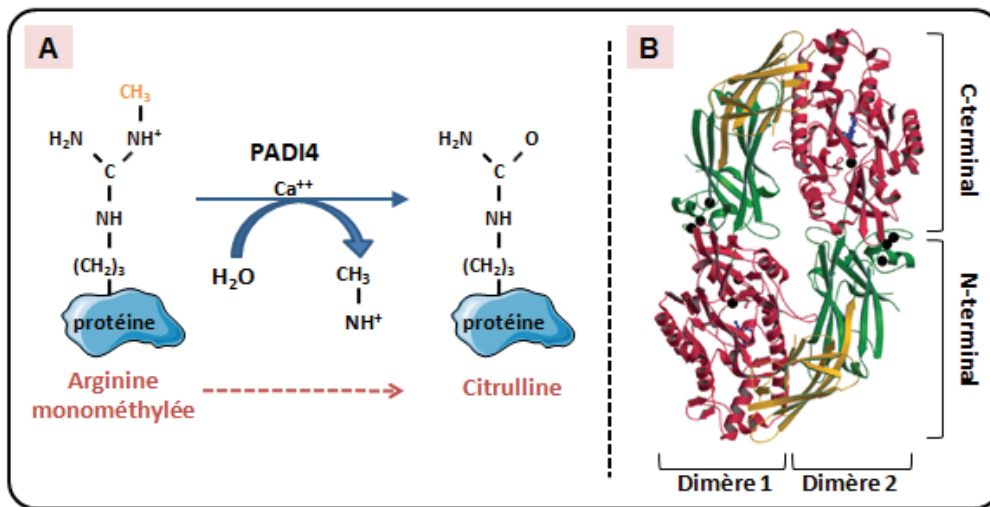 A
CH₃
H₂N
NH⁺
C
NH
(CH₂)₃
protéine
Arginine
monométhylée
PADI4
Ca⁺⁺
H₂O
CH₃
NH⁺
H₂N
O
C
NH
(CH₂)₃
protéine
Citrulline
B
C-terminal
N-terminal
Dimère 1
Dimère 2